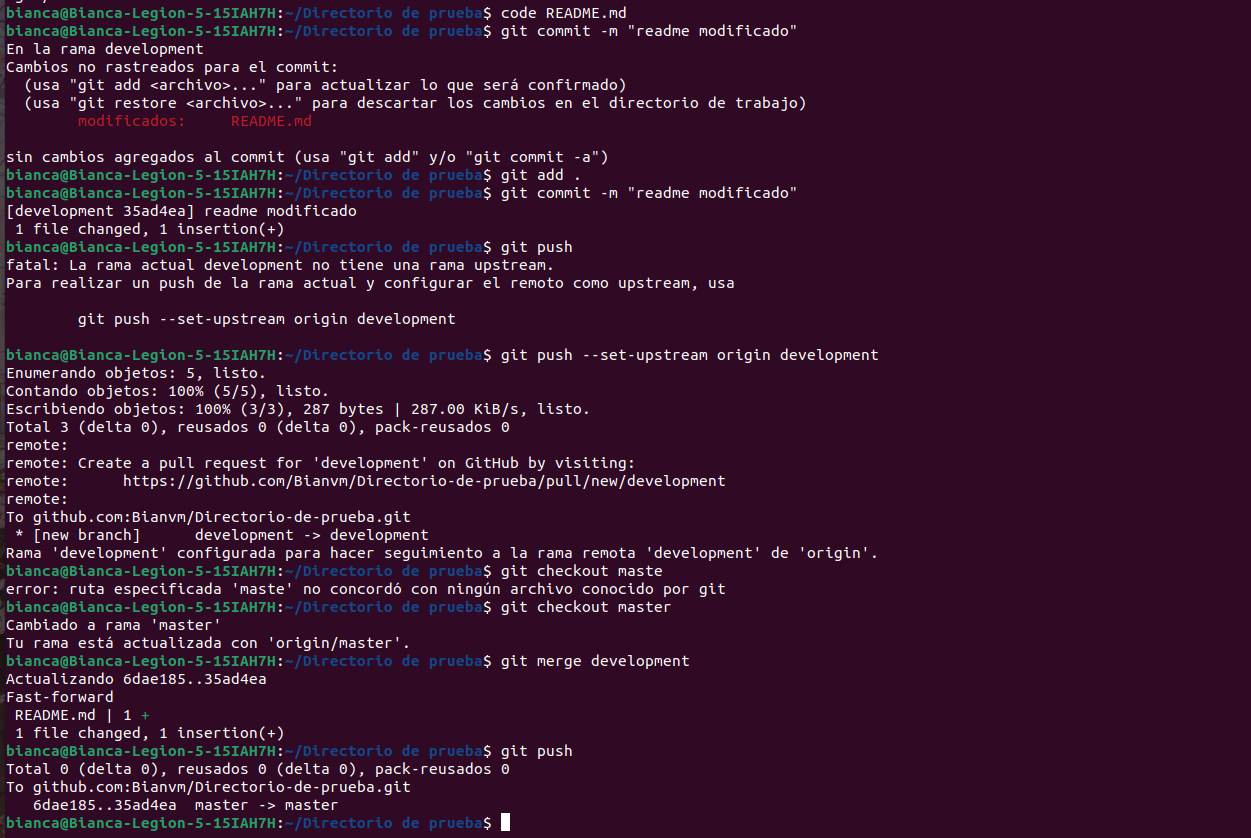 bianca@Bianca-Legion-5-15IAH7H:~/Directorio de prueba$ code README.md
bianca@Bianca-Legion-5-15IAH7H:~/Directorio de prueba$ git commit -m "readme modificado"
En la rama development
Cambios no rastreados para el commit:
  (usa "git add <archivo>..." para actualizar lo que será confirmado)
  (usa "git restore <archivo>..." para descartar los cambios en el directorio de trabajo)
        modificados:     README.md

sin cambios agregados al commit (usa "git add" y/o "git commit -a")
bianca@Bianca-Legion-5-15IAH7H:~/Directorio de prueba$ git add .
bianca@Bianca-Legion-5-15IAH7H:~/Directorio de prueba$ git commit -m "readme modificado"
[development 35ad4ea] readme modificado
 1 file changed, 1 insertion(+)
bianca@Bianca-Legion-5-15IAH7H:~/Directorio de prueba$ git push
fatal: La rama actual development no tiene una rama upstream.
Para realizar un push de la rama actual y configurar el remoto como upstream, usa

        git push --set-upstream origin development

bianca@Bianca-Legion-5-15IAH7H:~/Directorio de prueba$ git push --set-upstream origin development
Enumerando objetos: 5, listo.
Contando objetos: 100% (5/5), listo.
Escribiendo objetos: 100% (3/3), 287 bytes | 287.00 KiB/s, listo.
Total 3 (delta 0), reusados 0 (delta 0), pack-reusados 0
remote:
remote: Create a pull request for 'development' on GitHub by visiting:
remote:      https://github.com/Bianvm/Directorio-de-prueba/pull/new/development
remote:
To github.com:Bianvm/Directorio-de-prueba.git
 * [new branch]      development -> development
Rama 'development' configurada para hacer seguimiento a la rama remota 'development' de 'origin'.
bianca@Bianca-Legion-5-15IAH7H:~/Directorio de prueba$ git checkout maste
error: ruta especificada 'maste' no concordó con ningún archivo conocido por git
bianca@Bianca-Legion-5-15IAH7H:~/Directorio de prueba$ git checkout master
Cambiado a rama 'master'
Tu rama está actualizada con 'origin/master'.
bianca@Bianca-Legion-5-15IAH7H:~/Directorio de prueba$ git merge development
Actualizando 6dae185..35ad4ea
Fast-forward
 README.md | 1 +
 1 file changed, 1 insertion(+)
bianca@Bianca-Legion-5-15IAH7H:~/Directorio de prueba$ git push
Total 0 (delta 0), reusados 0 (delta 0), pack-reusados 0
To github.com:Bianvm/Directorio-de-prueba.git
   6dae185..35ad4ea  master -> master
bianca@Bianca-Legion-5-15IAH7H:~/Directorio de prueba$